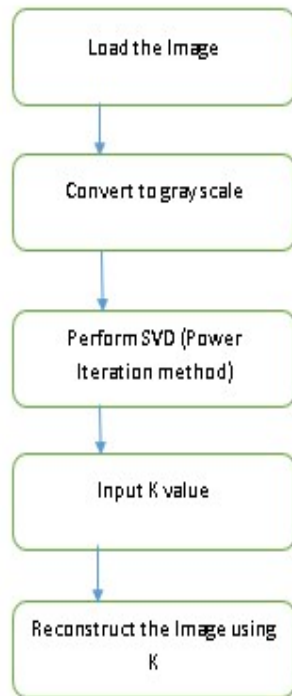 Load the Image
Convert to grayscale
Perform SVD (Power
Iteration method)
Input K value
Reconstruct the Image using
K